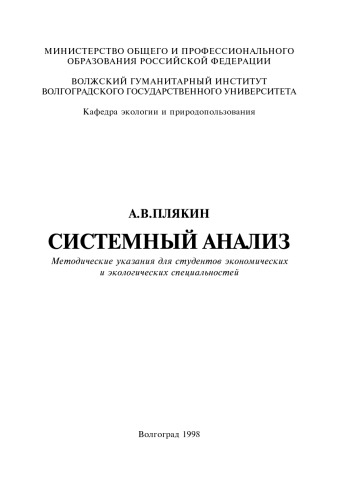 МИНИСТЕРСТВО ОБЩЕГО И ПРОФЕССИОНАЛЬНОГО
ОБРАЗОВАНИЯ РОССИЙСКОЙ ФЕДЕРАЦИИ
ВОЛЖСКИЙ ГУМАНИТАРНЫЙ ИНСТИТУТ
ВОЛГОГРАДСКОГО ГОСУДАРСТВЕННОГО УНИВЕРСИТЕТА
Кафедра экологии и природопользования
А.В.ПЛЯКИН
СИСТЕМНЫЙ АНАЛИЗ
Методические указания для студентов экономических
и экологических специальностей
Волгоград 1998